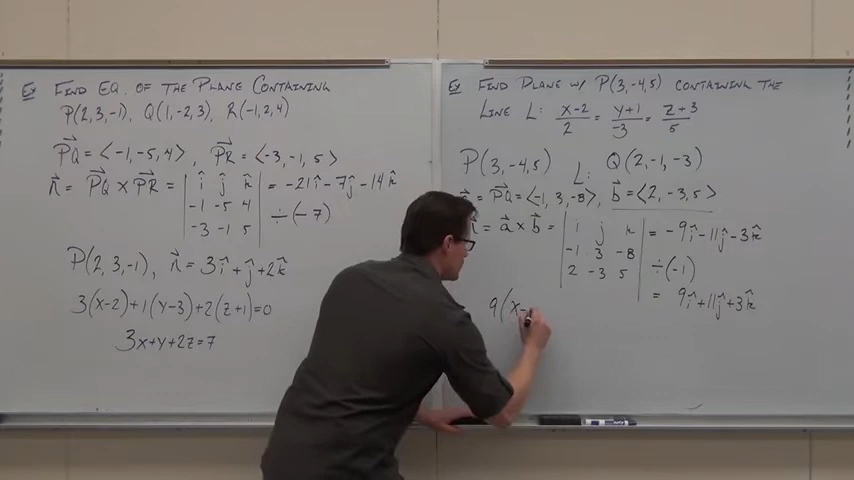 Ex Find Eq. of the Plane Containing
P(2,3,-1), Q(1,-2,3), R(-1,2,4)
PQ⃗ = <-1,-5,4>, PR⃗ = <-3,-1,5>
n⃗ = PQ⃗ × PR⃗ = | î ĵ k̂ | = -21î-7ĵ-14k̂
-1 -5 4
-3 -1 5
÷(-7)
P(2,3,-1), n⃗ = 3î+ĵ+2k̂
3(x-2)+1(y-3)+2(z+1)=0
3x+y+2z=7
Ex Find Plane w/ P(3,-4,5) containing the
Line L: x-2/2 = y+1/-3 = z+3/5
P(3,-4,5) L: Q(2,-1,-3)
= PQ⃗ = <-1,3,-8>, b⃗ = <2,-3,5>
= a⃗ × b⃗ = | i j k | = -9î-11ĵ-3k̂
-1 3 -8
2 -3 5
÷(-1)
= 9î+11ĵ+3k̂
9(x-